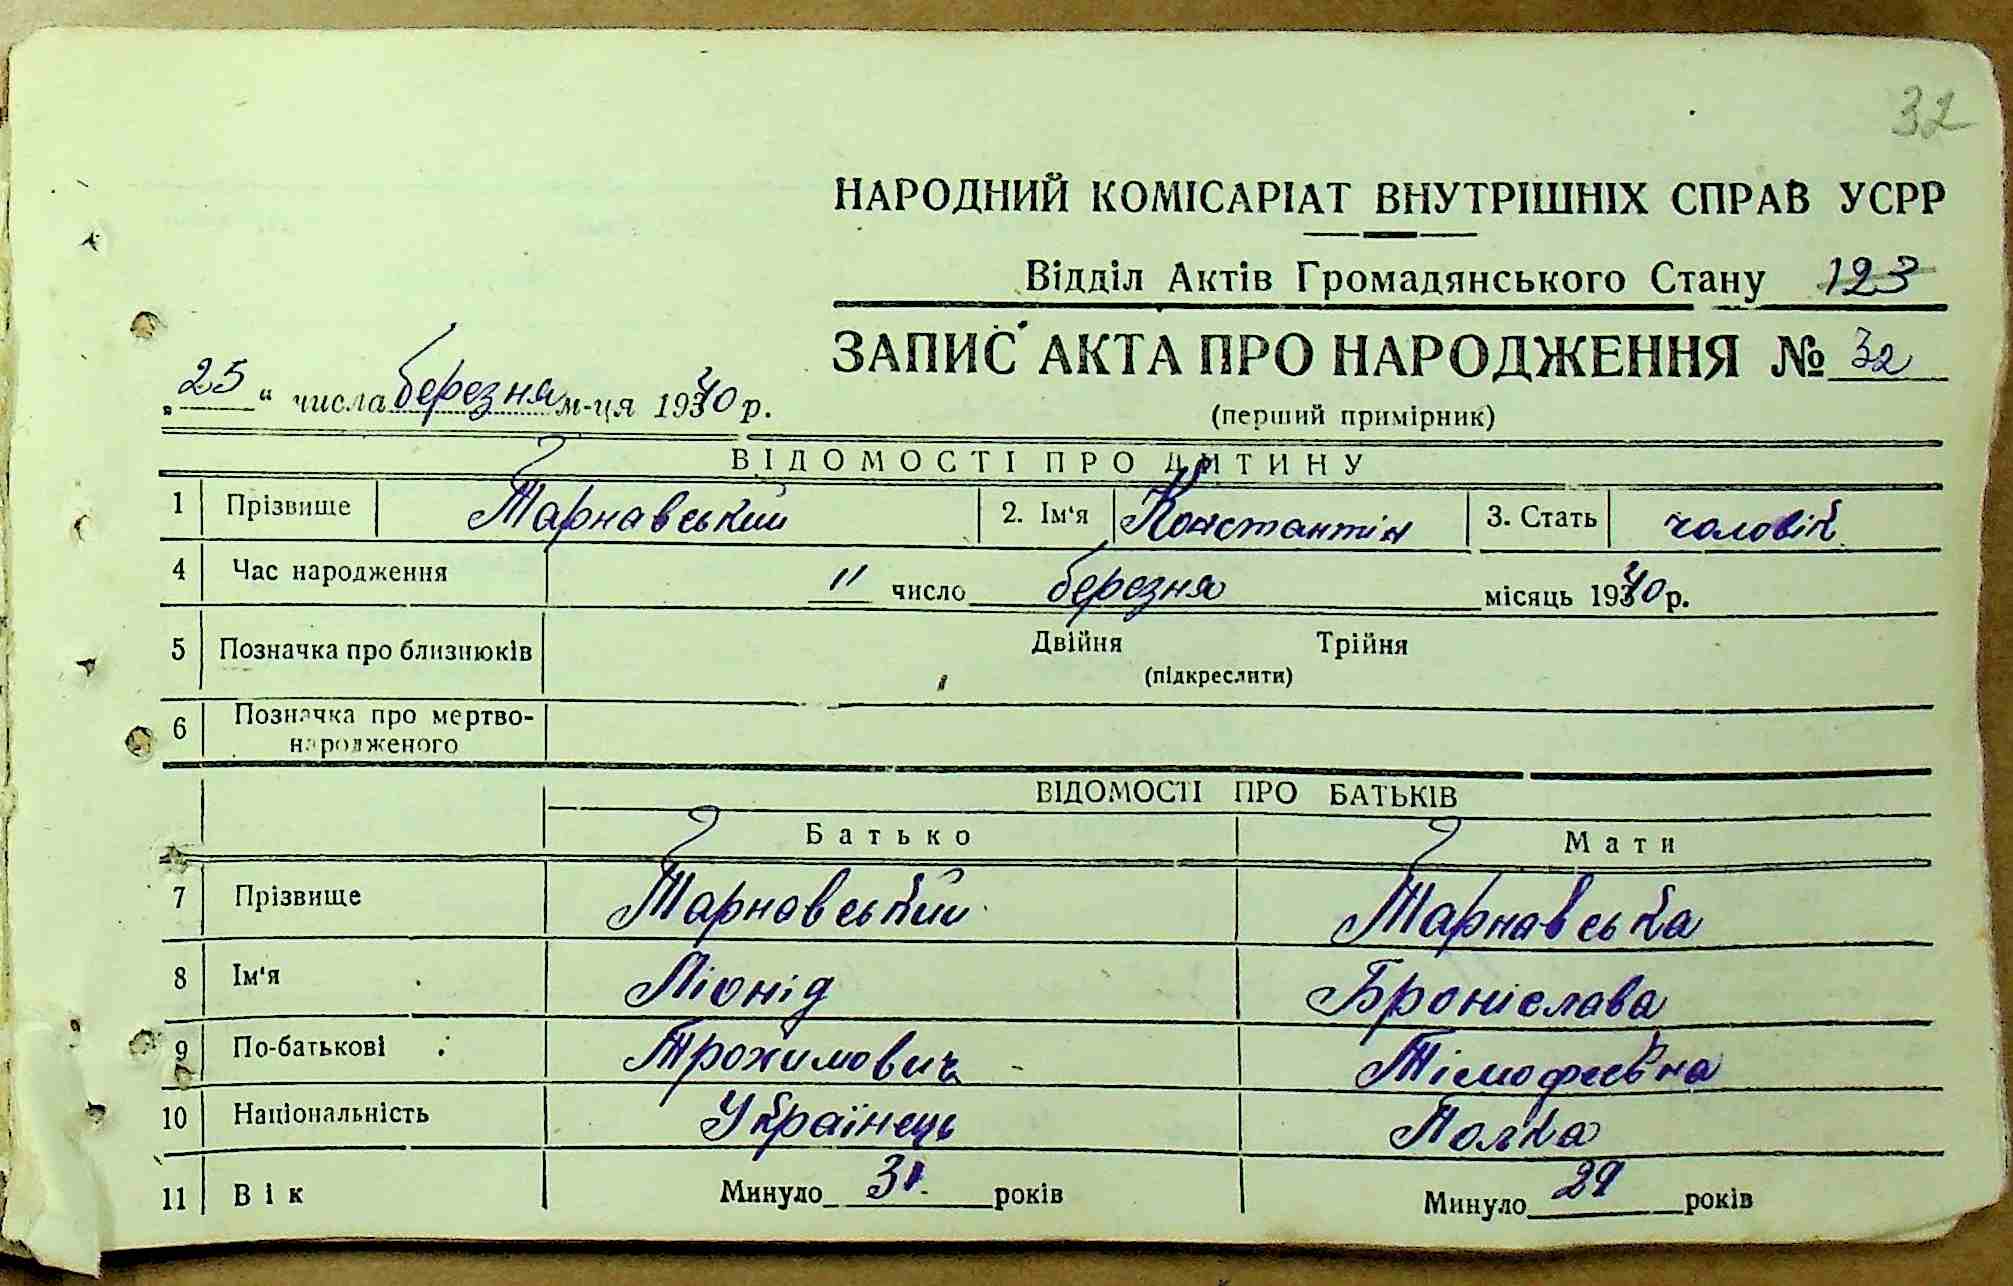 32
НАРОДНИЙ КОМІСАРІАТ ВНУТРІШНІХ СПРАВ УСРР
Відділ Актів Громадянського Стану 123
ЗАПИС АКТА ПРО НАРОДЖЕННЯ № 32
„25“ числа березня м-ця 1940 р.
(перший примірник)
ВІДОМОСТІ ПРО ДИТИНУ
1 Прізвище Тарнавський 2. Ім'я Константін 3. Стать чоловік
4 Час народження 11 число березня місяць 1940 р.
5 Позначка про близнюків Двійня Трійня
(підкреслити)
6 Позначка про мертво-
народженого
ВІДОМОСТІ ПРО БАТЬКІВ
Батько Мати
7 Прізвище Тарнавський Тарнавська
8 Ім'я Ліонід Броніслава
9 По-батькові Трохимович Тімофеєвна
10 Національність Українець Полька
11 Вік Минуло 31 років Минуло 29 років